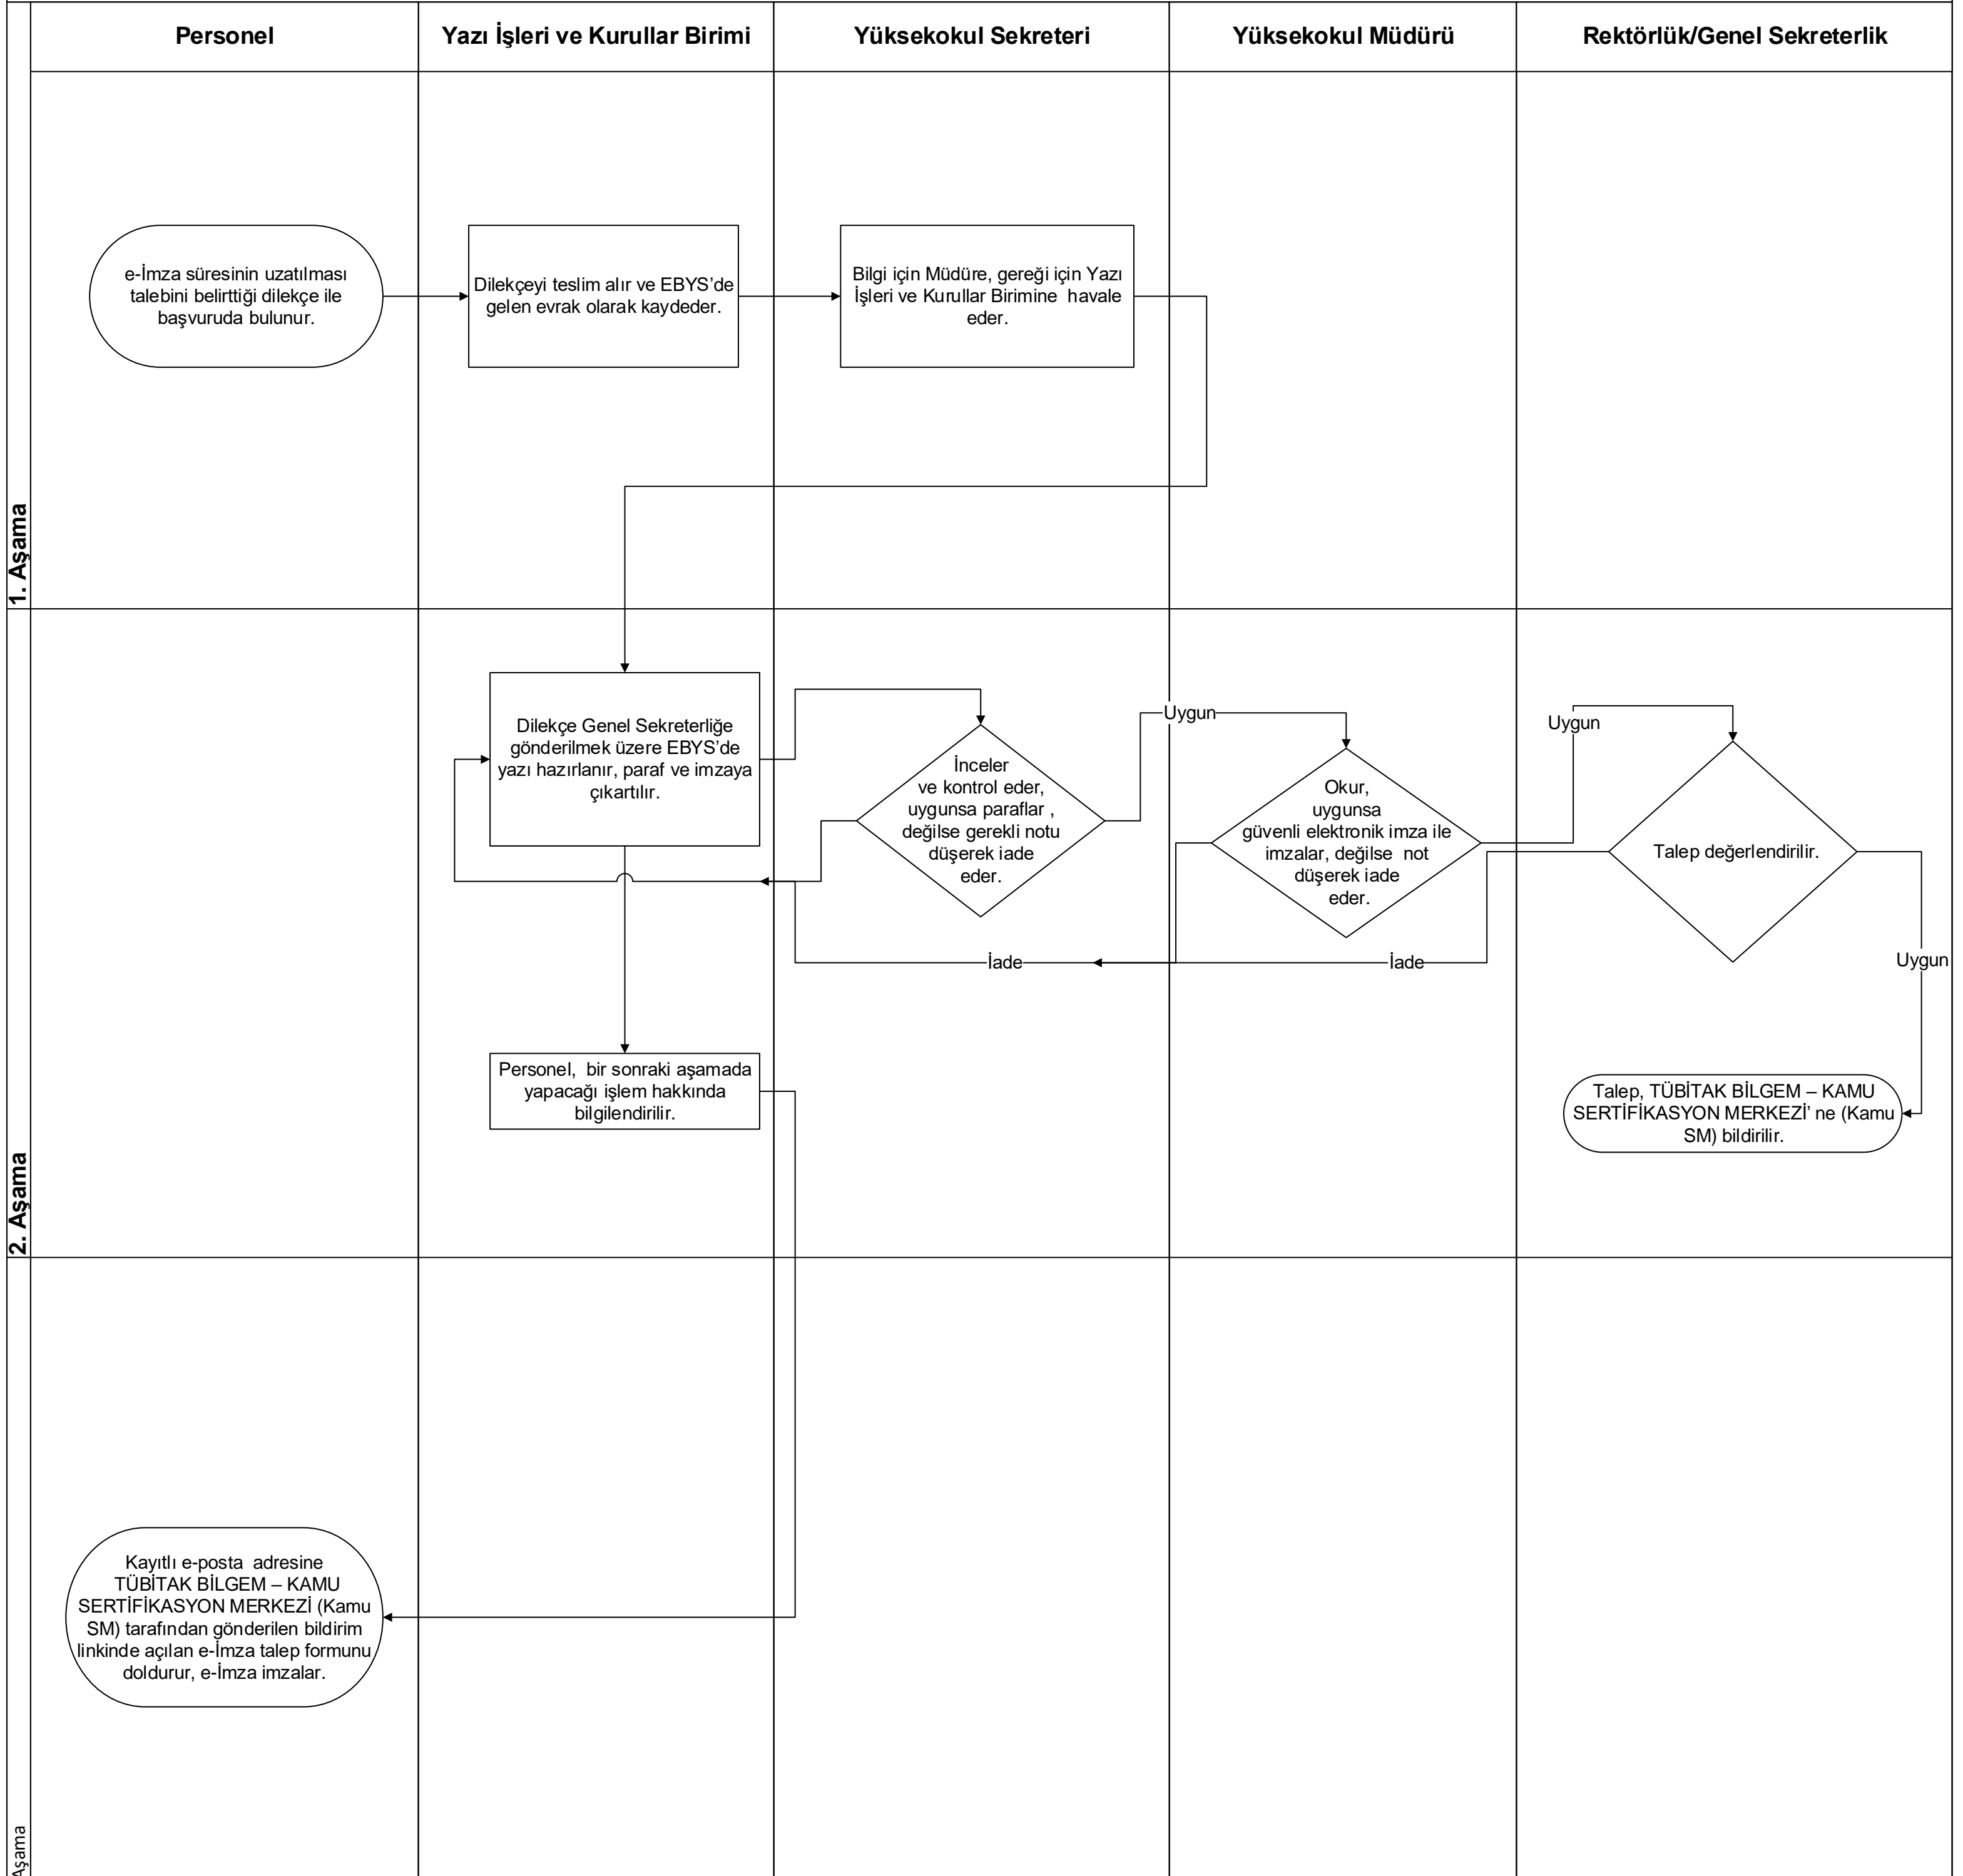 Personel
Yazı İşleri ve Kurullar Birimi
Yüksekokul Sekreteri
Yüksekokul Müdürü
Rektörlük/Genel Sekreterlik
1. Aşama
e-İmza süresinin uzatılması
talebini belirttiği dilekçe ile
başvuruda bulunur.
Dilekçeyi teslim alır ve EBYS’de
gelen evrak olarak kaydeder.
Bilgi için Müdüre, gereği için Yazı
İşleri ve Kurullar Birimine havale
eder.
2. Aşama
Dilekçe Genel Sekreterliğe
gönderilmek üzere EBYS’de
yazı hazırlanır, paraf ve imzaya
çıkartılır.
İnceler
ve kontrol eder,
uygunsa paraflar ,
değilse gerekli notu
düşerek iade
eder.
Uygun
Okur,
uygunsa
güvenli elektronik imza ile
imzalar, değilse not
düşerek iade
eder.
Uygun
Talep değerlendirilir.
İade
İade
Uygun
Personel, bir sonraki aşamada
yapacağı işlem hakkında
bilgilendirilir.
Talep, TÜBİTAK BİLGEM – KAMU
SERTİFİKASYON MERKEZİ’ ne (Kamu
SM) bildirilir.
Kayıtlı e-posta adresine
TÜBİTAK BİLGEM – KAMU
SERTİFİKASYON MERKEZİ (Kamu
SM) tarafından gönderilen bildirim
linkinde açılan e-İmza talep formunu
doldurur, e-İmza imzalar.
Aşama